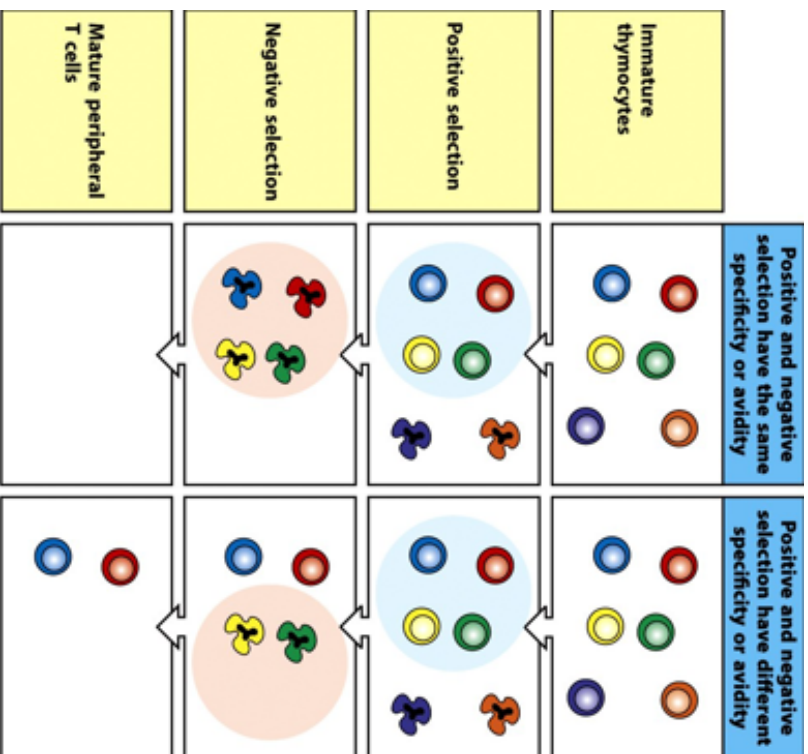 Positive and negative
selection have the same
specificity or avidity
Positive and negative
selection have different
specificity or avidity
Immature
thymocytes
Positive selection
Negative selection
Mature peripheral
T cells